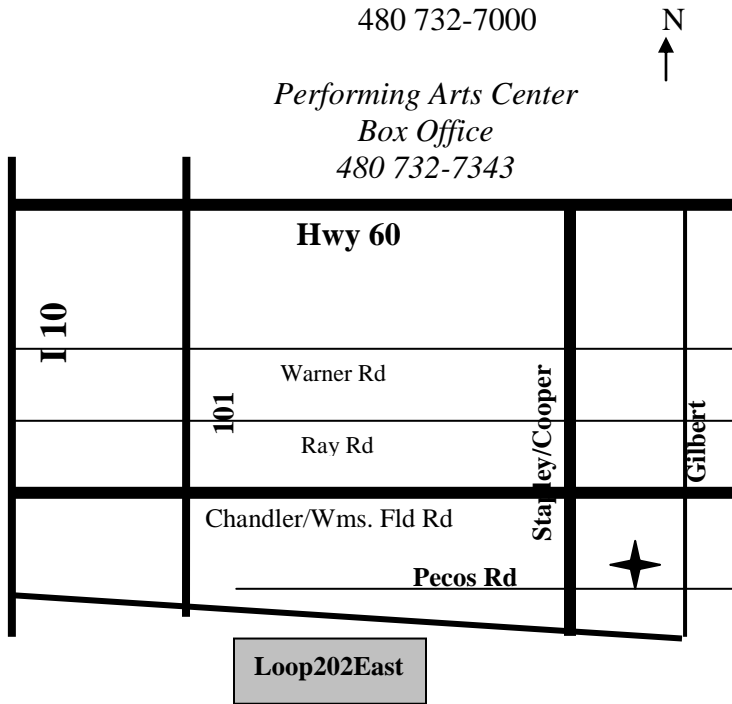 480 732-7000
N
Performing Arts Center
Box Office
480 732-7343
Hwy 60
I 10
Warner Rd
101
Stapley/Cooper
Gilbert
Ray Rd
Chandler/Wms. Fld Rd
Pecos Rd
Loop202East